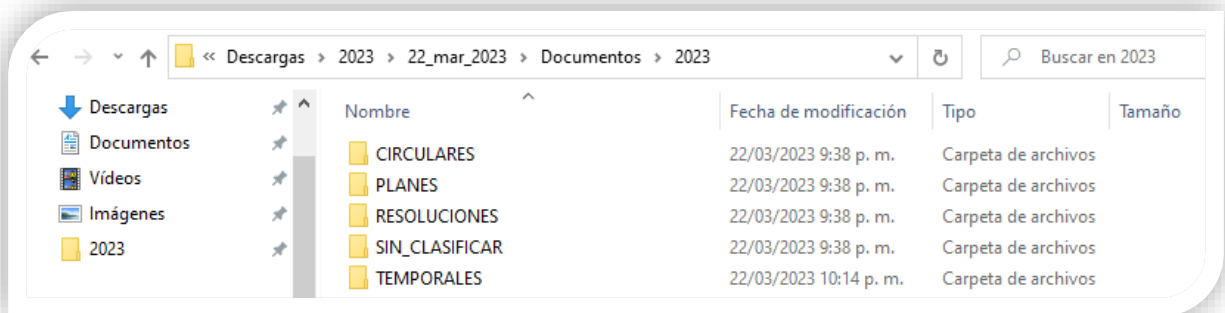 « Descargas > 2023 > 22_mar_2023 > Documentos > 2023 Buscar en 2023
Descargas
Documentos
Vídeos
Imágenes
2023
Nombre Fecha de modificación Tipo Tamaño
CIRCULARES 22/03/2023 9:38 p. m. Carpeta de archivos
PLANES 22/03/2023 9:38 p. m. Carpeta de archivos
RESOLUCIONES 22/03/2023 9:38 p. m. Carpeta de archivos
SIN_CLASIFICAR 22/03/2023 9:38 p. m. Carpeta de archivos
TEMPORALES 22/03/2023 10:14 p. m. Carpeta de archivos